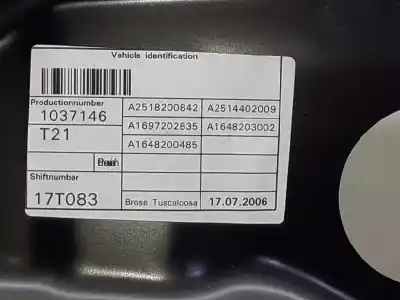 Vehicle identification
Productionnumber
1037146
T21
Shiftnumber
17T083
A2518200842 A2514402009
A1697202835 A1648203002
A1648200485
Brose Tuscaloosa 17.07.2006